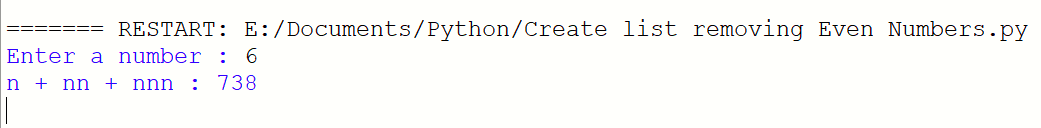 ======= RESTART: E:/Documents/Python/Create list removing Even Numbers.py
Enter a number : 6
n + nn + nnn : 738